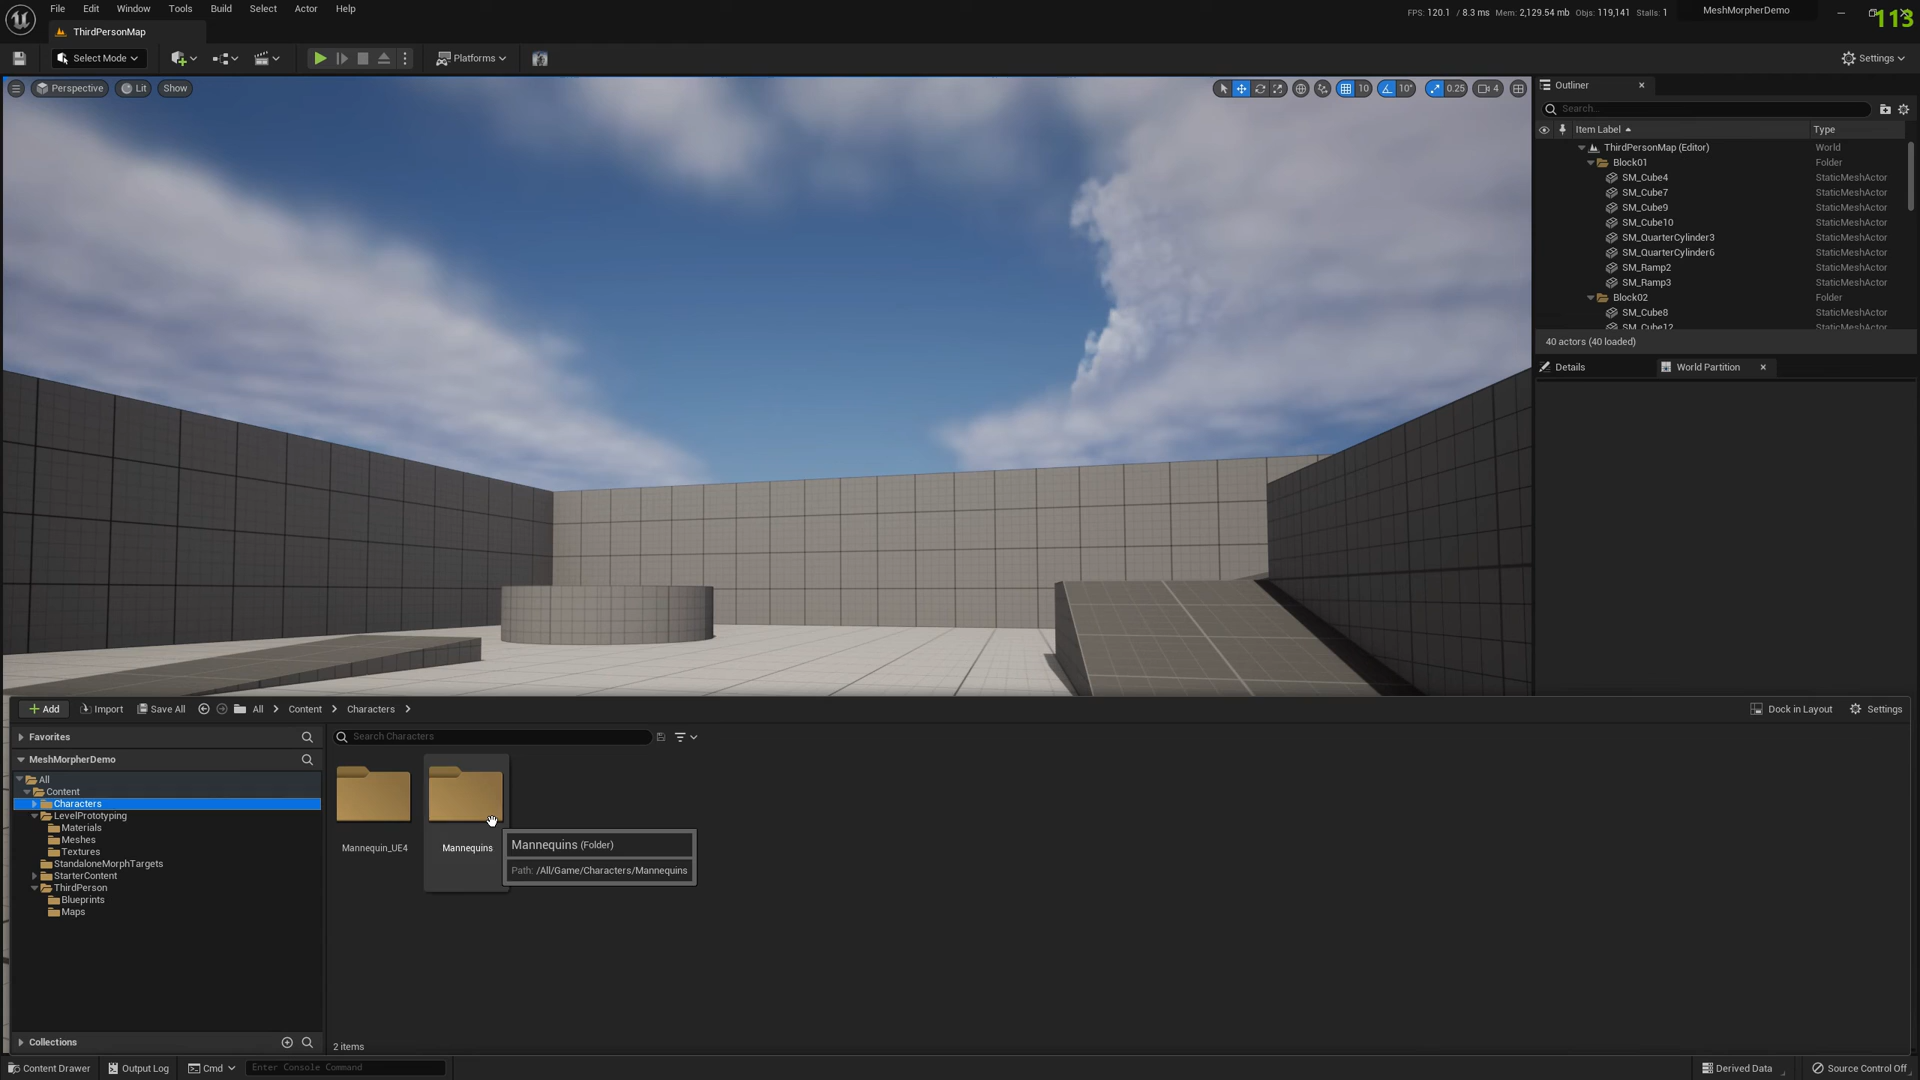 File Edit Window Tools Build Select Actor Help
FPS: 120.1 / 8.3 ms Mem: 2,129.54 mb Objs: 119,141 Stalls: 1
MeshMorpherDemo
113
ThirdPersonMap
Select Mode
Platforms
Settings
Perspective Lit Show
10 10° 0.25 4
Outliner
Search...
Item Label Type
ThirdPersonMap (Editor) World
Block01 Folder
SM_Cube4 StaticMeshActor
SM_Cube7 StaticMeshActor
SM_Cube9 StaticMeshActor
SM_Cube10 StaticMeshActor
SM_QuarterCylinder3 StaticMeshActor
SM_QuarterCylinder6 StaticMeshActor
SM_Ramp2 StaticMeshActor
SM_Ramp3 StaticMeshActor
Block02 Folder
SM_Cube8 StaticMeshActor
SM_Cube12 StaticMeshActor
40 actors (40 loaded)
Details World Partition
Add Import Save All All Content Characters
Dock in Layout Settings
Favorites
Search Characters
MeshMorpherDemo
All
Content
Characters
LevelPrototyping
Materials
Meshes
Textures
StandaloneMorphTargets
StarterContent
ThirdPerson
Blueprints
Maps
Mannequin_UE4 Mannequins
Mannequins (Folder)
Path: /All/Game/Characters/Mannequins
Collections
2 items
Content Drawer Output Log Cmd Enter Console Command
Derived Data Source Control Off